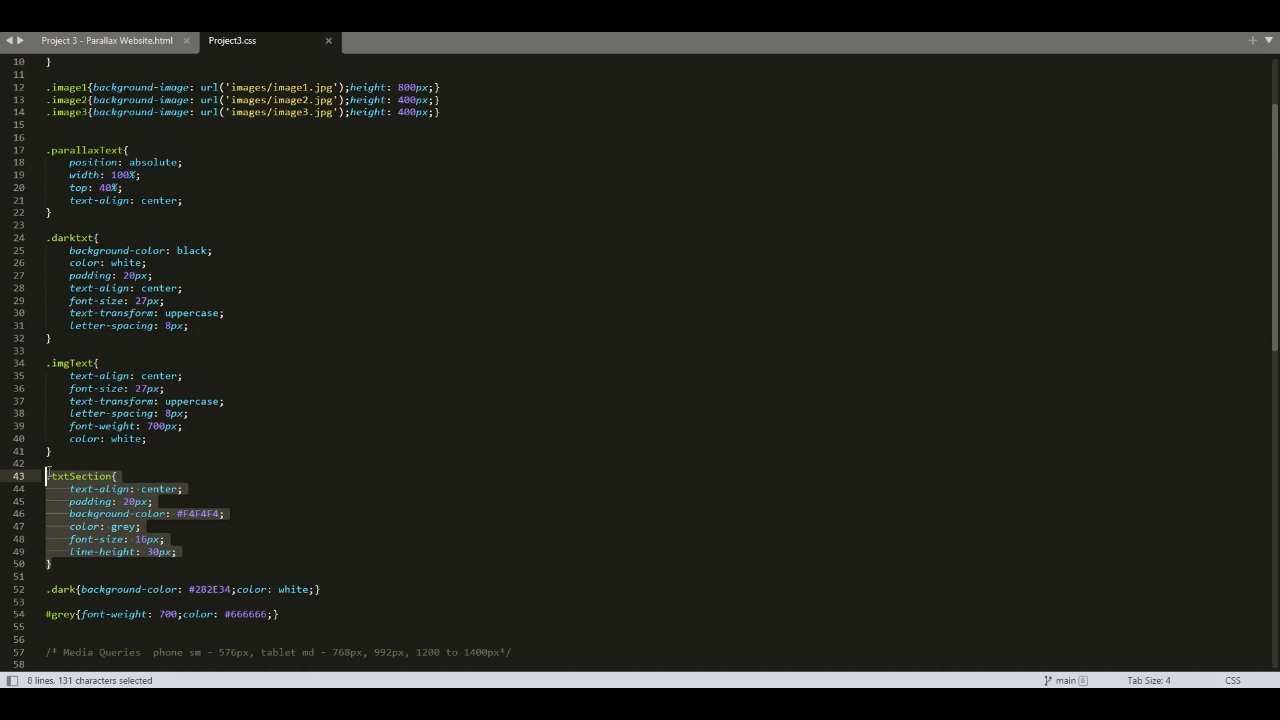 Project 3 - Parallax Website.html × Project3.css ×
10 }
11
12 .image1{background-image: url('images/image1.jpg');height: 800px;}
13 .image2{background-image: url('images/image2.jpg');height: 400px;}
14 .image3{background-image: url('images/image3.jpg');height: 400px;}
15
16
17 .parallaxText{
18 position: absolute;
19 width: 100%;
20 top: 40%;
21 text-align: center;
22 }
23
24 .darktxt{
25 background-color: black;
26 color: white;
27 padding: 20px;
28 text-align: center;
29 font-size: 27px;
30 text-transform: uppercase;
31 letter-spacing: 8px;
32 }
33
34 .imgText{
35 text-align: center;
36 font-size: 27px;
37 text-transform: uppercase;
38 letter-spacing: 8px;
39 font-weight: 700px;
40 color: white;
41 }
42
43 .txtSection{
44 text-align: center;
45 padding: 20px;
46 background-color: #F4F4F4;
47 color: grey;
48 font-size: 16px;
49 line-height: 30px;
50 }
51
52 .dark{background-color: #282E34;color: white;}
53
54 #grey{font-weight: 700;color: #666666;}
55
56
57 /* Media Queries phone sm - 576px, tablet md - 768px, 992px, 1200 to 1400px*/
58
8 lines, 131 characters selected main 6 Tab Size: 4 CSS